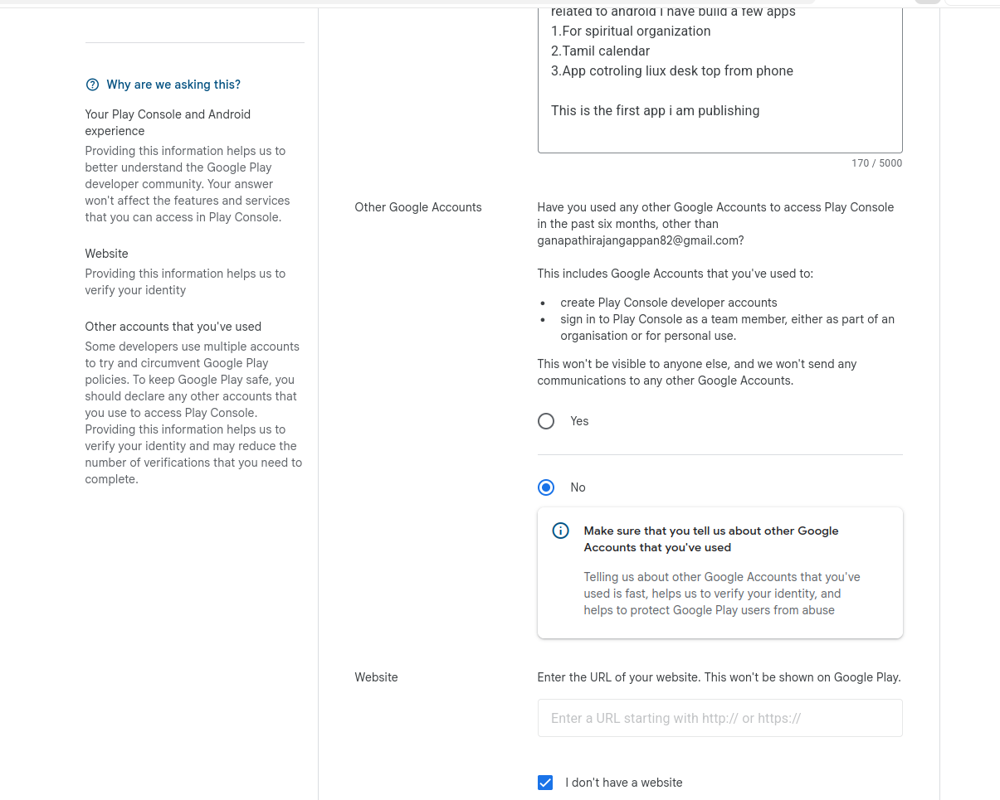 Why are we asking this?
Your Play Console and Android
experience
Providing this information helps us to
better understand the Google Play
developer community. Your answer
won't affect the features and services
that you can access in Play Console.
Website
Providing this information helps us to
verify your identity
Other accounts that you've used
Some developers use multiple accounts
to try and circumvent Google Play
policies. To keep Google Play safe, you
should declare any other accounts that
you use to access Play Console.
Providing this information helps us to
verify your identity and may reduce the
number of verifications that you need to
complete.
related to android i have build a few apps
1.For spiritual organization
2.Tamil calendar
3.App cotroling liux desk top from phone
This is the first app i am publishing
170 / 5000
Other Google Accounts
Have you used any other Google Accounts to access Play Console
in the past six months, other than
ganapathirajangappan82@gmail.com?
This includes Google Accounts that you've used to:
• create Play Console developer accounts
• sign in to Play Console as a team member, either as part of an
organisation or for personal use.
This won't be visible to anyone else, and we won't send any
communications to any other Google Accounts.
Yes
No
Make sure that you tell us about other Google
Accounts that you've used
Telling us about other Google Accounts that you've
used is fast, helps us to verify your identity, and
helps to protect Google Play users from abuse
Website
Enter the URL of your website. This won't be shown on Google Play.
Enter a URL starting with http:// or https://
I don't have a website